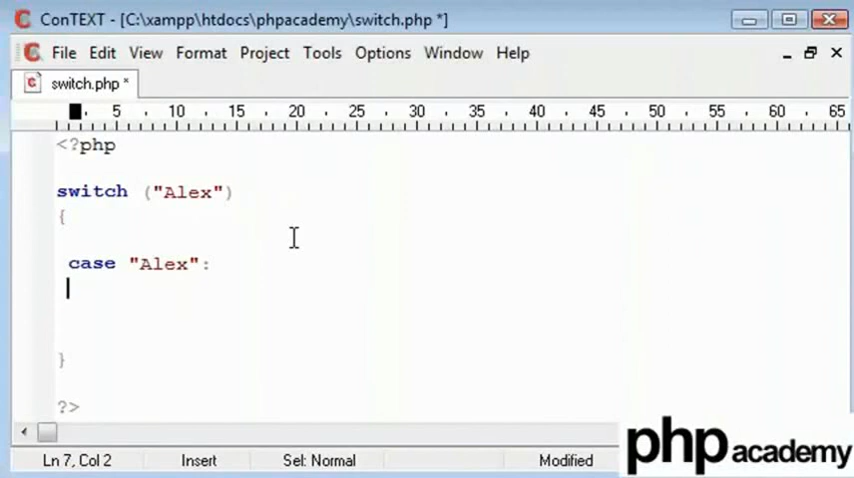 ConTEXT - [C:\xampp\htdocs\phpacademy\switch.php *]
File Edit View Format Project Tools Options Window Help
switch.php *
5 10 15 20 25 30 35 40 45 50 55 60 65
<?php
switch ("Alex")
{
case "Alex":
}
?>
Ln 7, Col 2 Insert Sel: Normal Modified
php academy